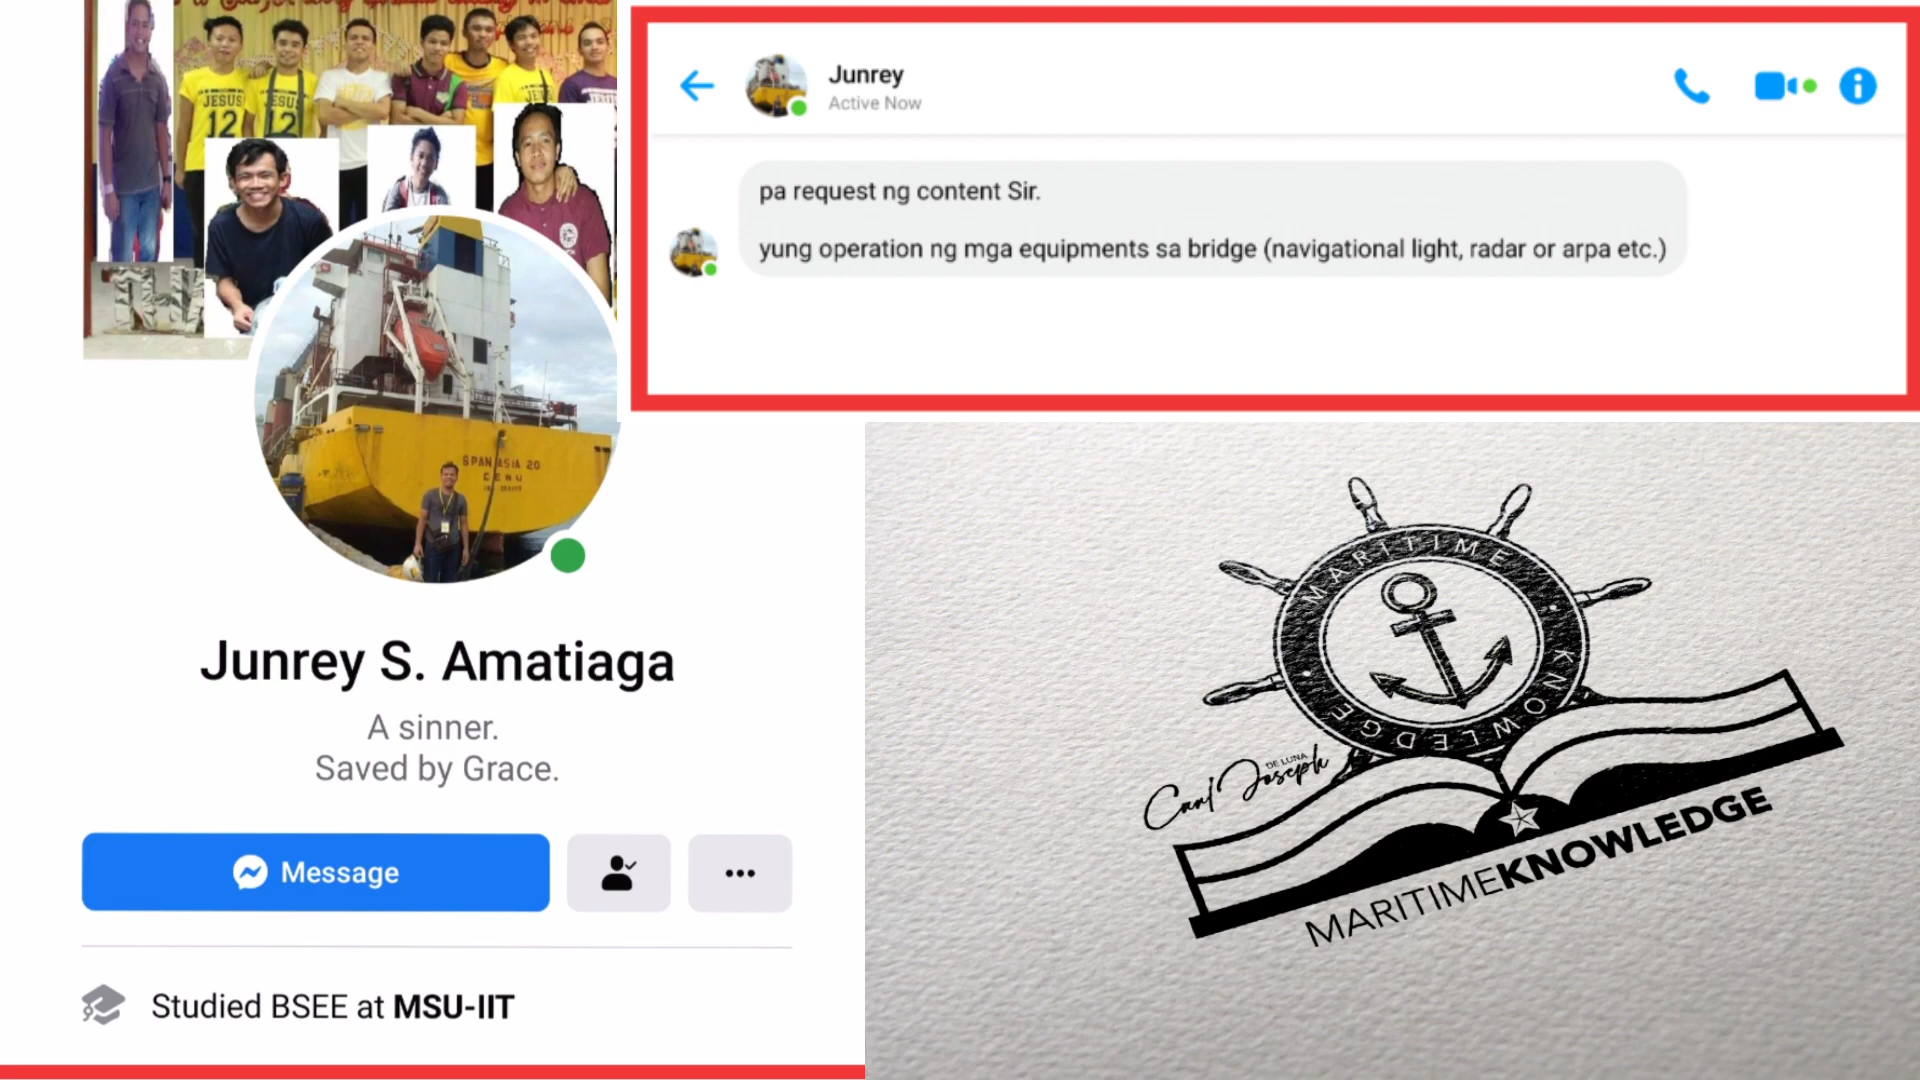 JESUS
12
JESUS
12
SPAN ASIA 20
CEBU
Junrey S. Amatiaga
A sinner.
Saved by Grace.
Message
Studied BSEE at MSU-IIT
Junrey
Active Now
pa request ng content Sir.
yung operation ng mga equipments sa bridge (navigational light, radar or arpa etc.)
MARITIME
KNOWLEDGE
Carl Joseph
DE LUNA
MARITIMEKNOWLEDGE